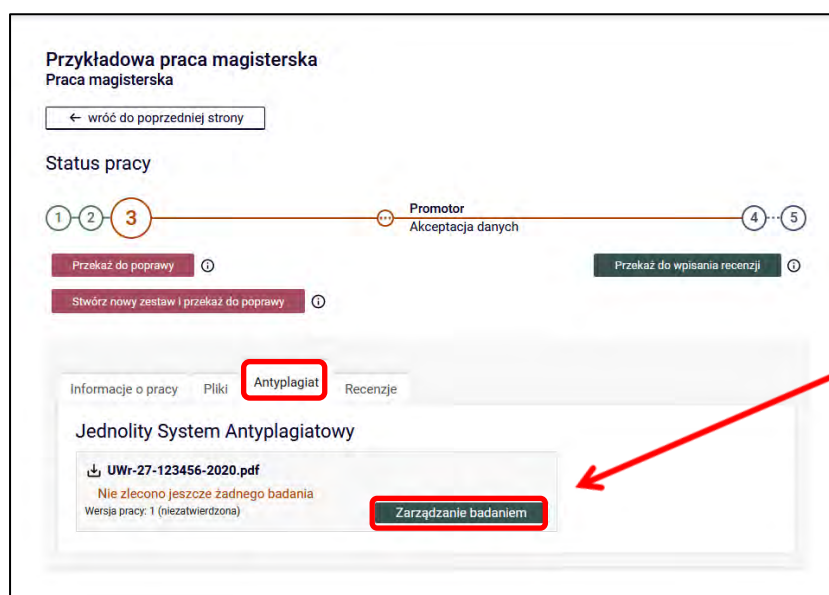 Przykładowa praca magisterska
Praca magisterska
← wróć do poprzedniej strony
Status pracy
1 2 3 Promotor 4 5
Akceptacja danych
Przekaż do poprawy Przekaż do wpisania recenzji
Stwórz nowy zestaw i przekaż do poprawy
Informacje o pracy Pliki Antyplagiat Recenzje
Jednolity System Antyplagiatowy
UWr-27-123456-2020.pdf
Nie zlecono jeszcze żadnego badania
Wersja pracy: 1 (niezatwierdzona) Zarządzanie badaniem